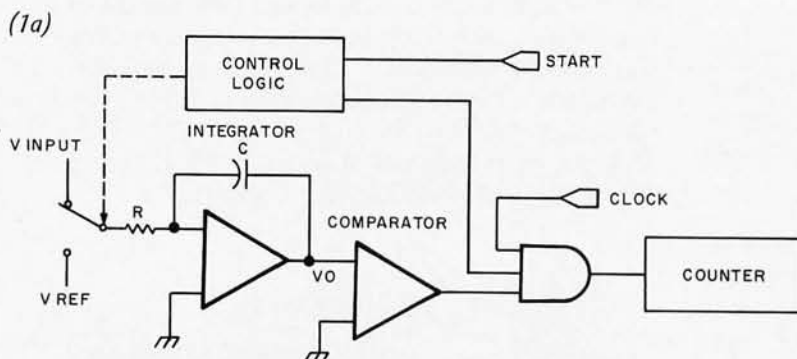 (1a)
CONTROL
LOGIC
START
INTEGRATOR
C
V INPUT
R
COMPARATOR
CLOCK
VO
COUNTER
V REF